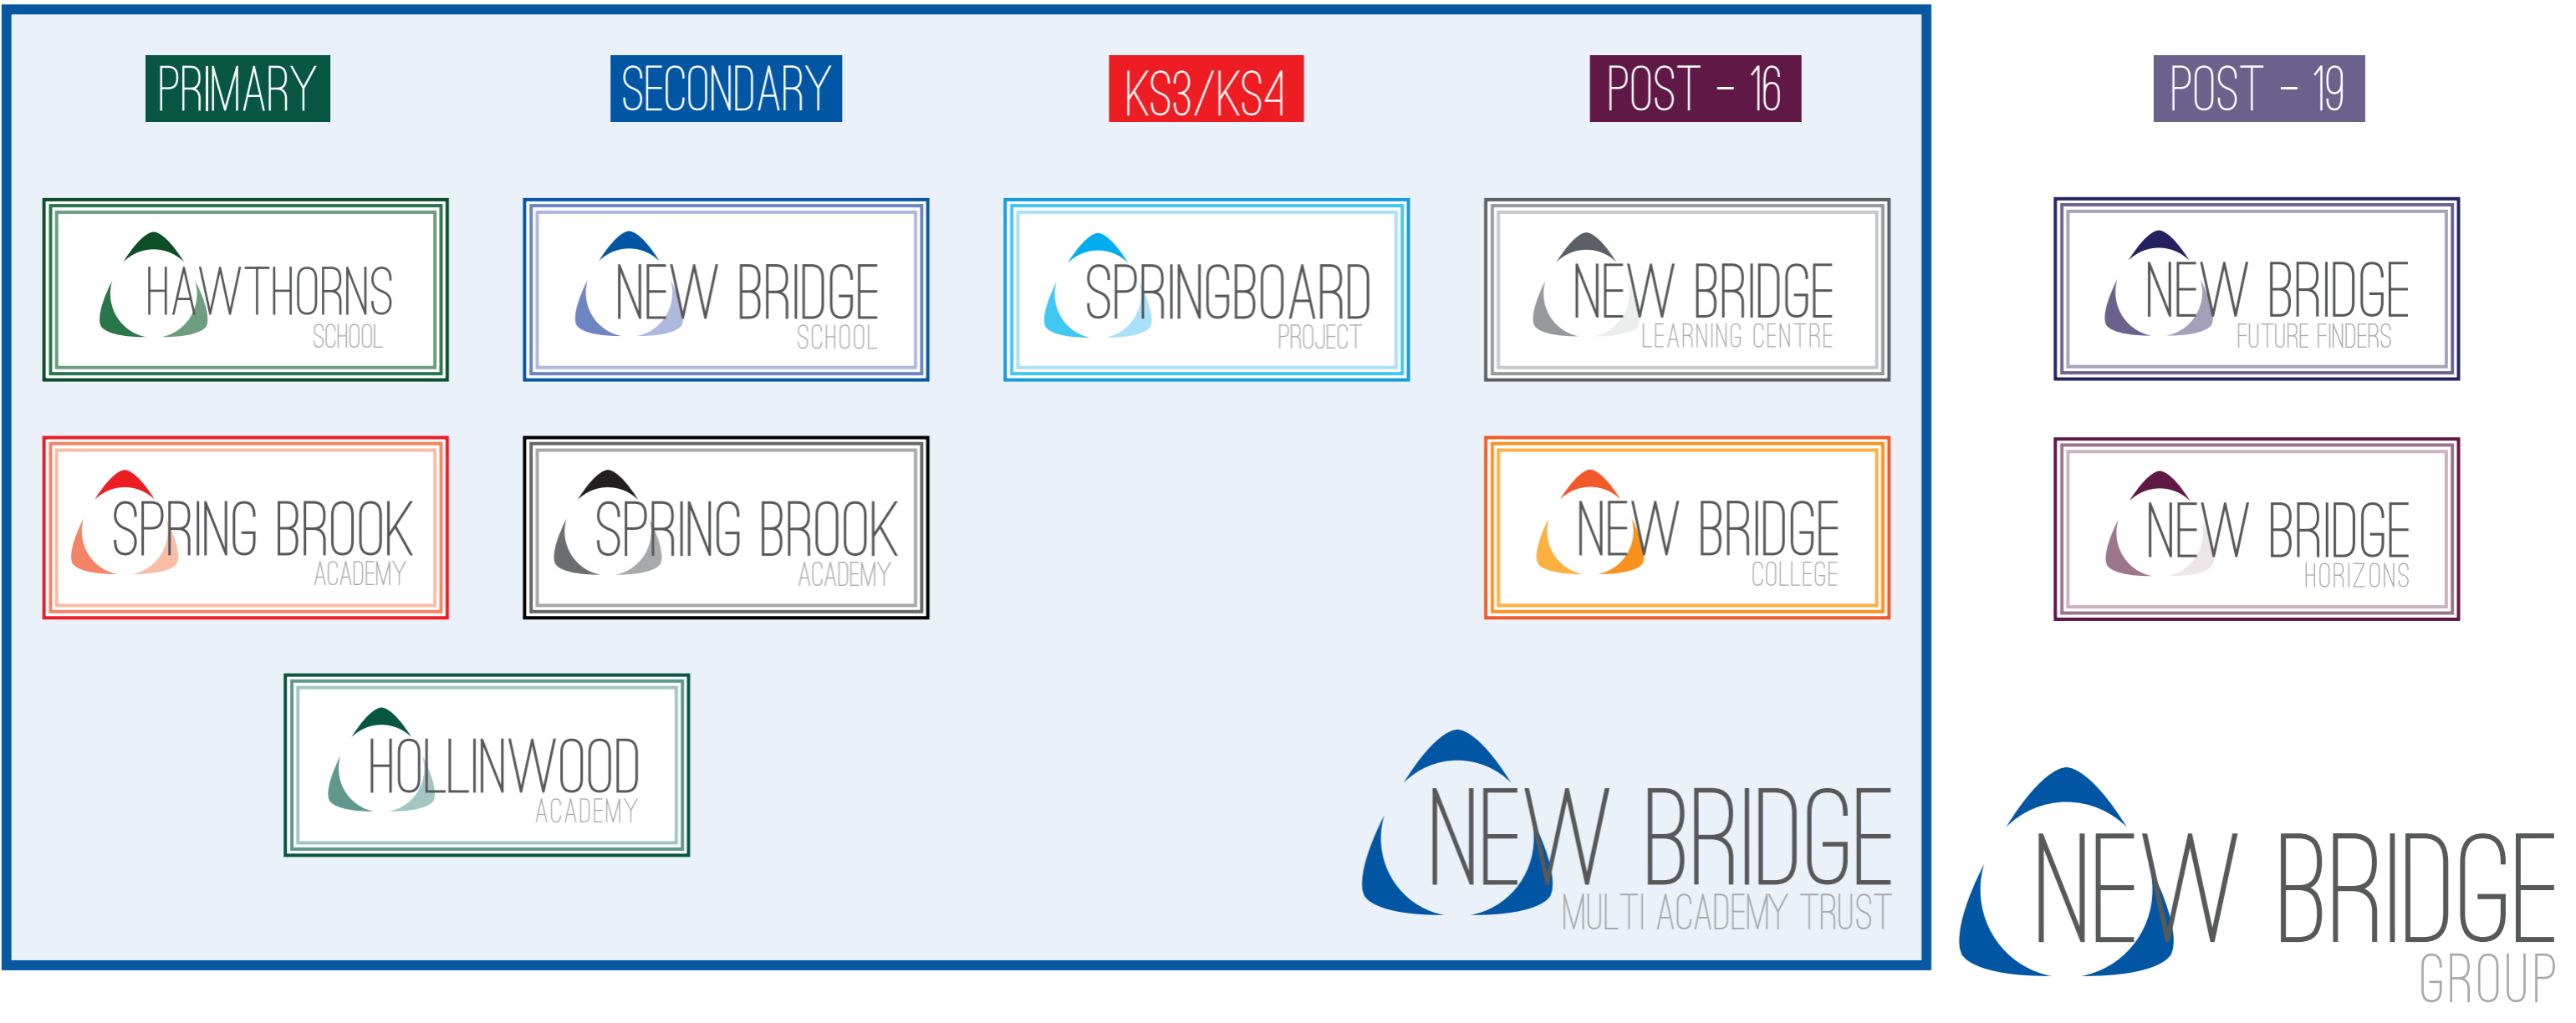 PRIMARY
SECONDARY
KS3/KS4
POST - 16
POST - 19
HAWTHORNS
SCHOOL
NEW BRIDGE
SCHOOL
SPRINGBOARD
PROJECT
NEW BRIDGE
LEARNING CENTRE
NEW BRIDGE
FUTURE FINDERS
SPRING BROOK
ACADEMY
SPRING BROOK
ACADEMY
NEW BRIDGE
COLLEGE
NEW BRIDGE
HORIZONS
HOLLINWOOD
ACADEMY
NEW BRIDGE
MULTI ACADEMY TRUST
NEW BRIDGE
GROUP